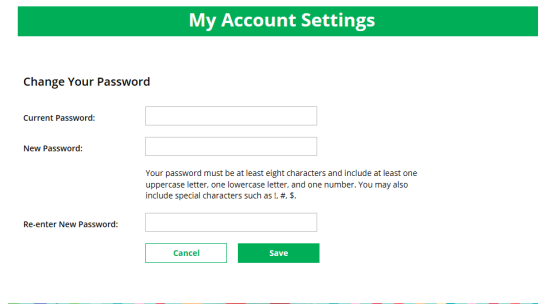 My Account Settings
Change Your Password
Current Password:
New Password:
Your password must be at least eight characters and include at least one
uppercase letter, one lowercase letter, and one number. You may also
include special characters such as !, #, $,
Re-enter New Password:
Cancel Save